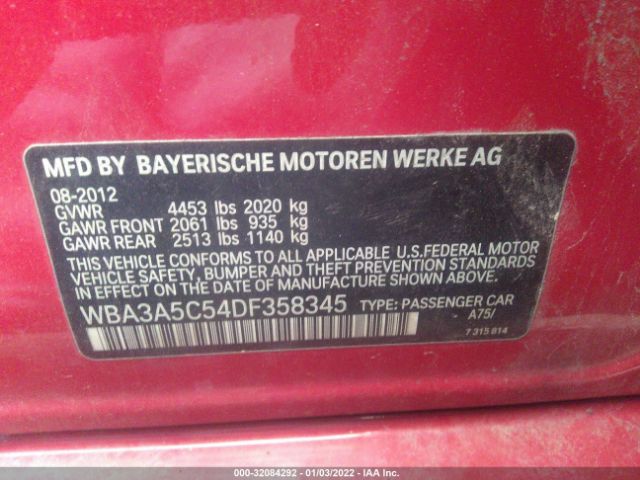 MFD BY BAYERISCHE MOTOREN WERKE AG
08-2012
GVWR 4453 lbs 2020 kg
GAWR FRONT 2061 lbs 935 kg
GAWR REAR 2513 lbs 1140 kg
THIS VEHICLE CONFORMS TO ALL APPLICABLE U.S.FEDERAL MOTOR
VEHICLE SAFETY, BUMPER AND THEFT PREVENTION STANDARDS
IN EFFECT ON THE DATE OF MANUFACTURE SHOWN ABOVE.
WBA3A5C54DF358345 TYPE: PASSENGER CAR
A75/
7 315 814
000-32084292 - 01/03/2022 - IAA Inc.